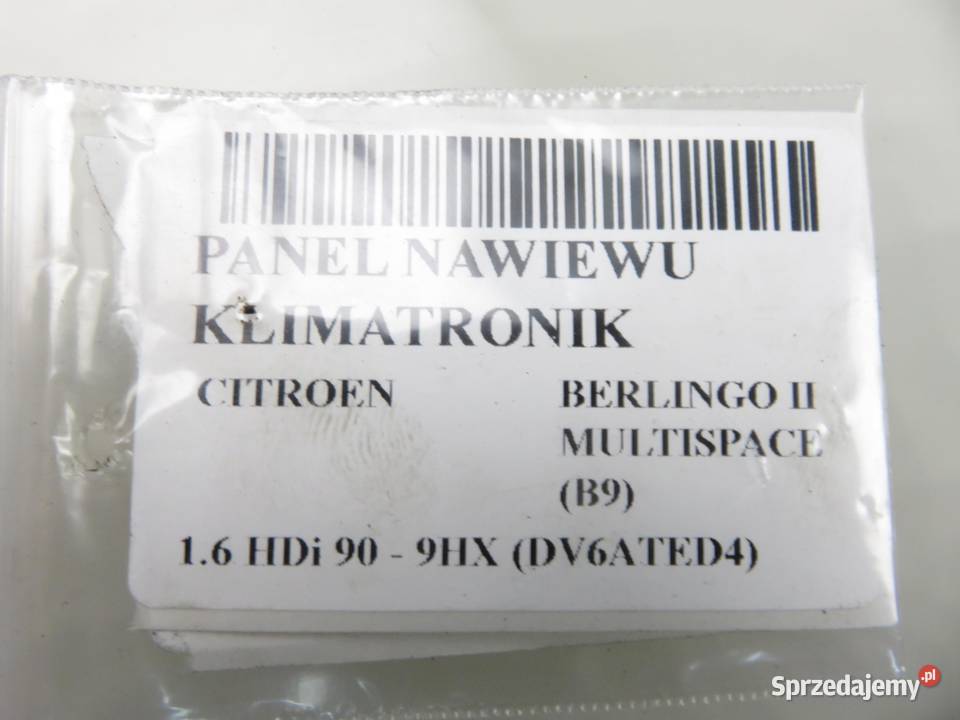 PANEL NAWIEWU
KLIMATRONIK
CITROEN BERLINGO II
MULTISPACE
(B9)
1.6 HDi 90 - 9HX (DV6ATED4)
Sprzedajemy.pl